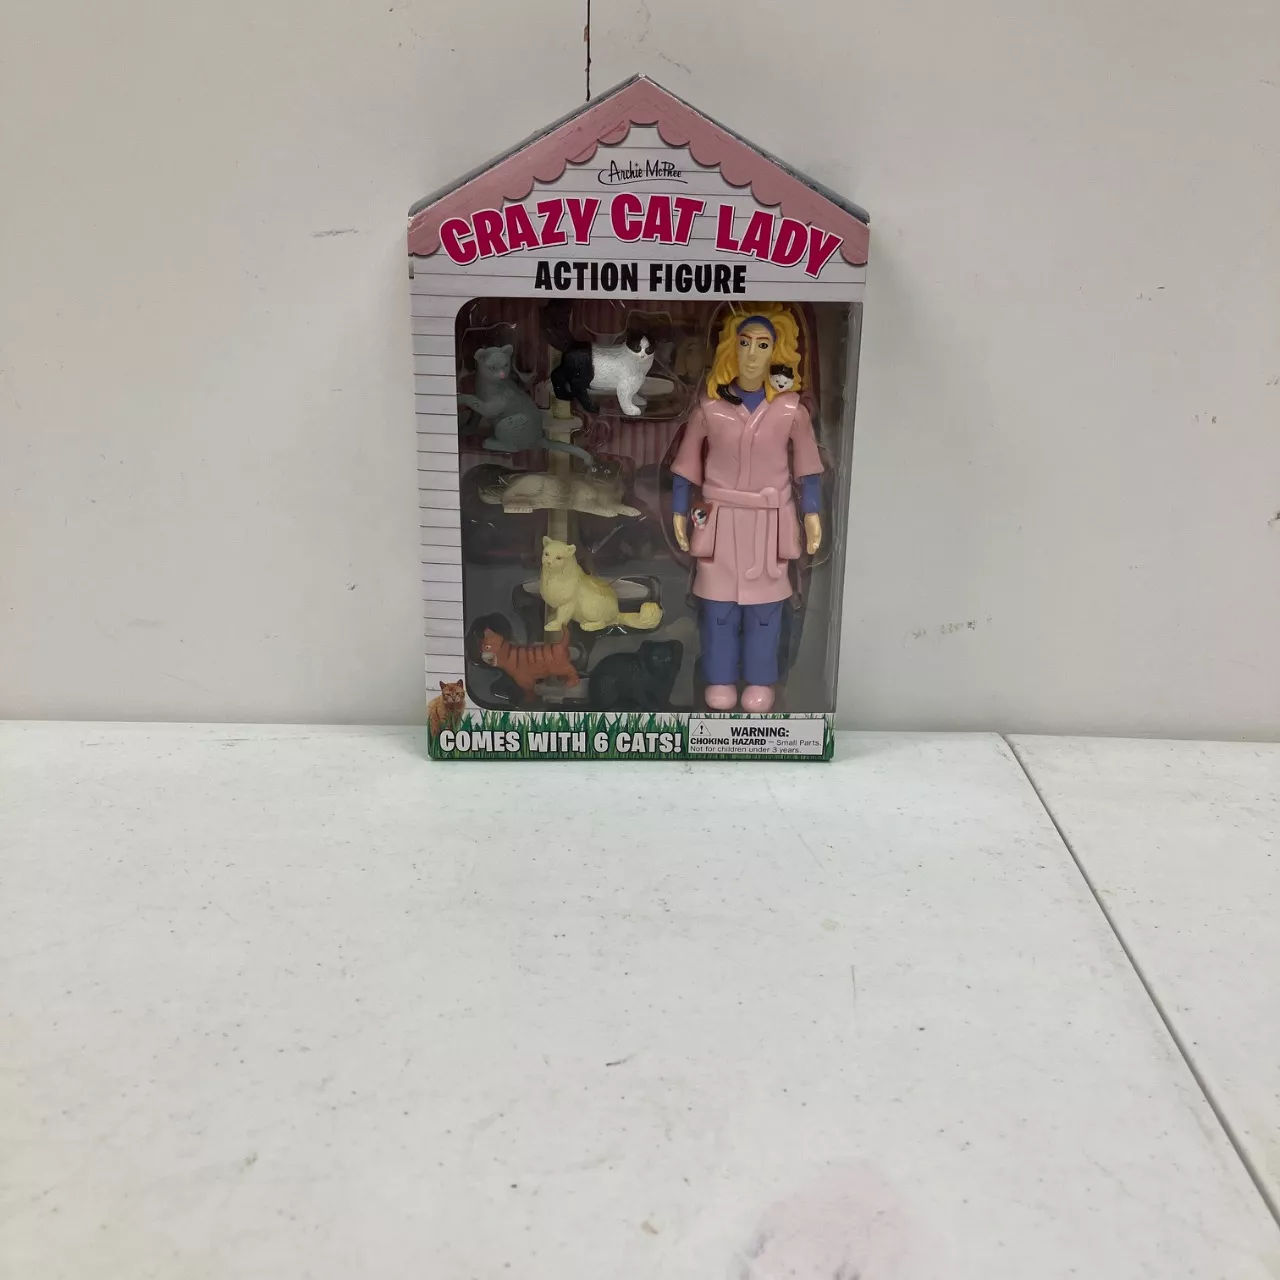 Archie McPhee
CRAZY CAT LADY
ACTION FIGURE
COMES WITH 6 CATS!
WARNING:
CHOKING HAZARD – Small Parts.
Not for children under 3 years.